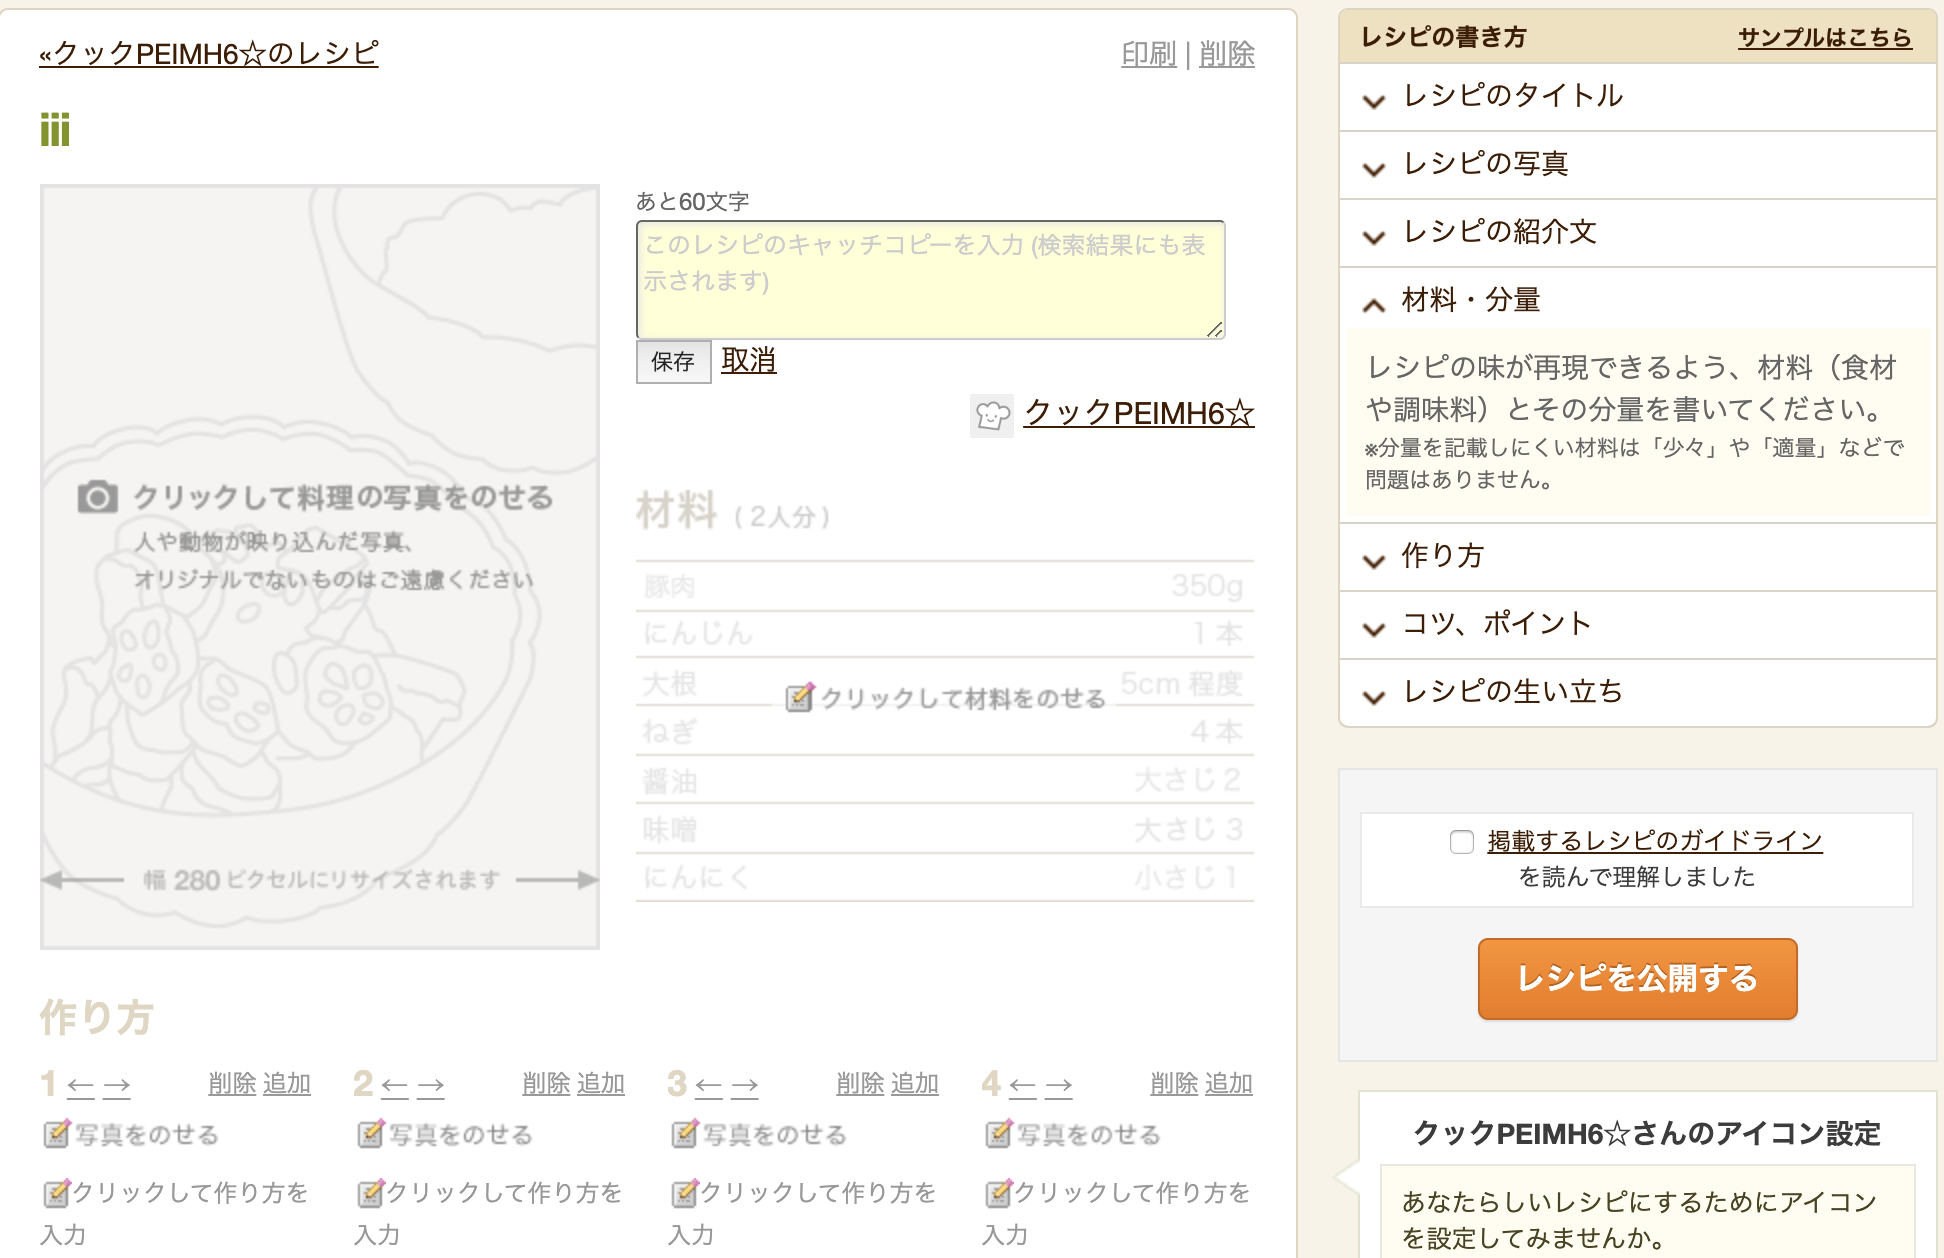 «クックPEIMH6☆のレシピ
印刷 | 削除
iii
クリックして料理の写真をのせる
人や動物が映り込んだ写真、
オリジナルでないものはご遠慮ください
幅 280 ピクセルにリサイズされます
あと60文字
このレシピのキャッチコピーを入力 (検索結果にも表
示されます)
保存 取消
クックPEIMH6☆
材料 ( 2人分 )
豚肉 350g
にんじん 1 本
大根 5cm 程度
クリックして材料をのせる
ねぎ 4 本
醤油 大さじ 2
味噌 大さじ 3
にんにく 小さじ 1
作り方
1 ← → 削除 追加
写真をのせる
クリックして作り方を
入力
2 ← → 削除 追加
写真をのせる
クリックして作り方を
入力
3 ← → 削除 追加
写真をのせる
クリックして作り方を
入力
4 ← → 削除 追加
写真をのせる
クリックして作り方を
入力
レシピの書き方 サンプルはこちら
レシピのタイトル
レシピの写真
レシピの紹介文
材料・分量
レシピの味が再現できるよう、材料（食材
や調味料）とその分量を書いてください。
※分量を記載しにくい材料は「少々」や「適量」などで
問題はありません。
作り方
コツ、ポイント
レシピの生い立ち
掲載するレシピのガイドライン
を読んで理解しました
レシピを公開する
クックPEIMH6☆さんのアイコン設定
あなたらしいレシピにするためにアイコン
を設定してみませんか。